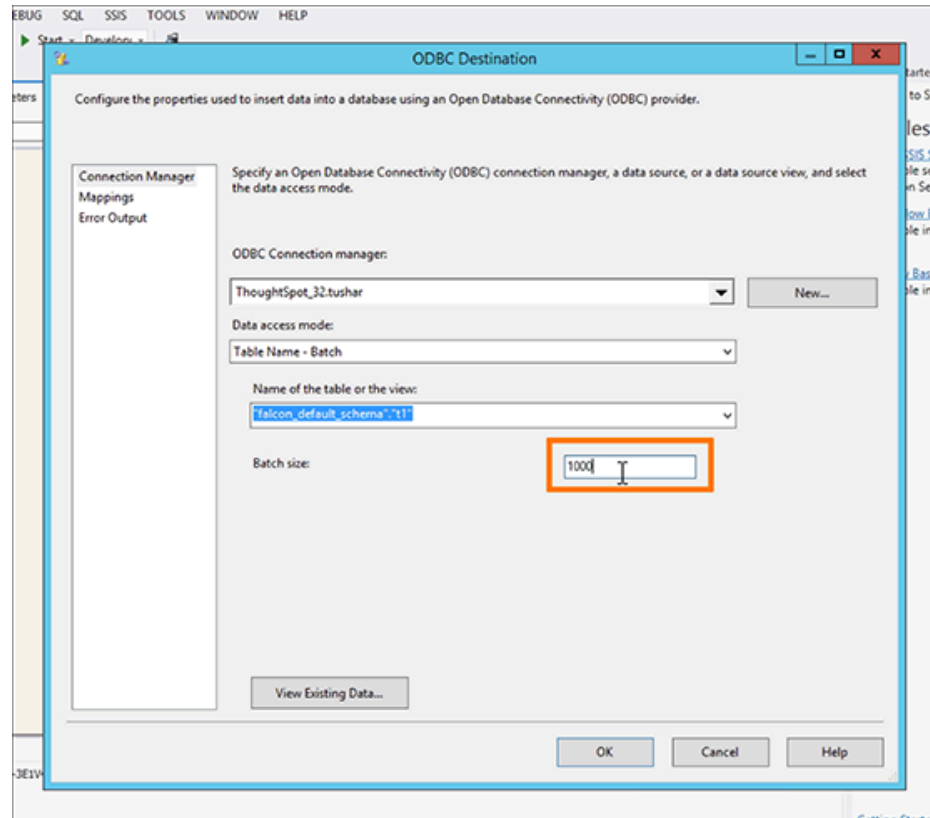 SQL SSIS TOOLS WINDOW HELP
Start
ODBC Destination
Configure the properties used to insert data into a database using an Open Database Connectivity (ODBC) provider.
Connection Manager
Mappings
Error Output
Specify an Open Database Connectivity (ODBC) connection manager, a data source, or a data source view, and select
the data access mode.
ODBC Connection manager:
ThoughtSpot_32.tushar
New...
Data access mode:
Table Name - Batch
Name of the table or the view:
"falcon_default_schema"."t1"
Batch size:
1000
View Existing Data...
OK Cancel Help